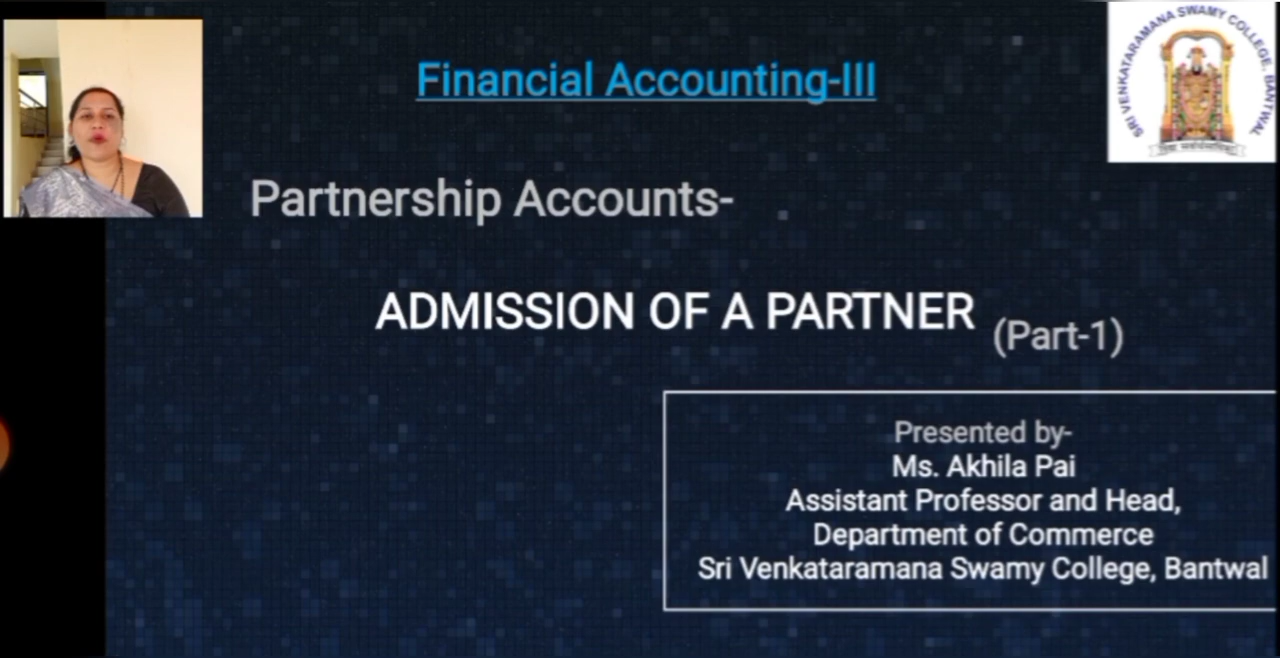 Financial Accounting-III
SRI VENKATARAMANA SWAMY COLLEGE, BANTWAL
Partnership Accounts-
ADMISSION OF A PARTNER (Part-1)
Presented by-
Ms. Akhila Pai
Assistant Professor and Head,
Department of Commerce
Sri Venkataramana Swamy College, Bantwal